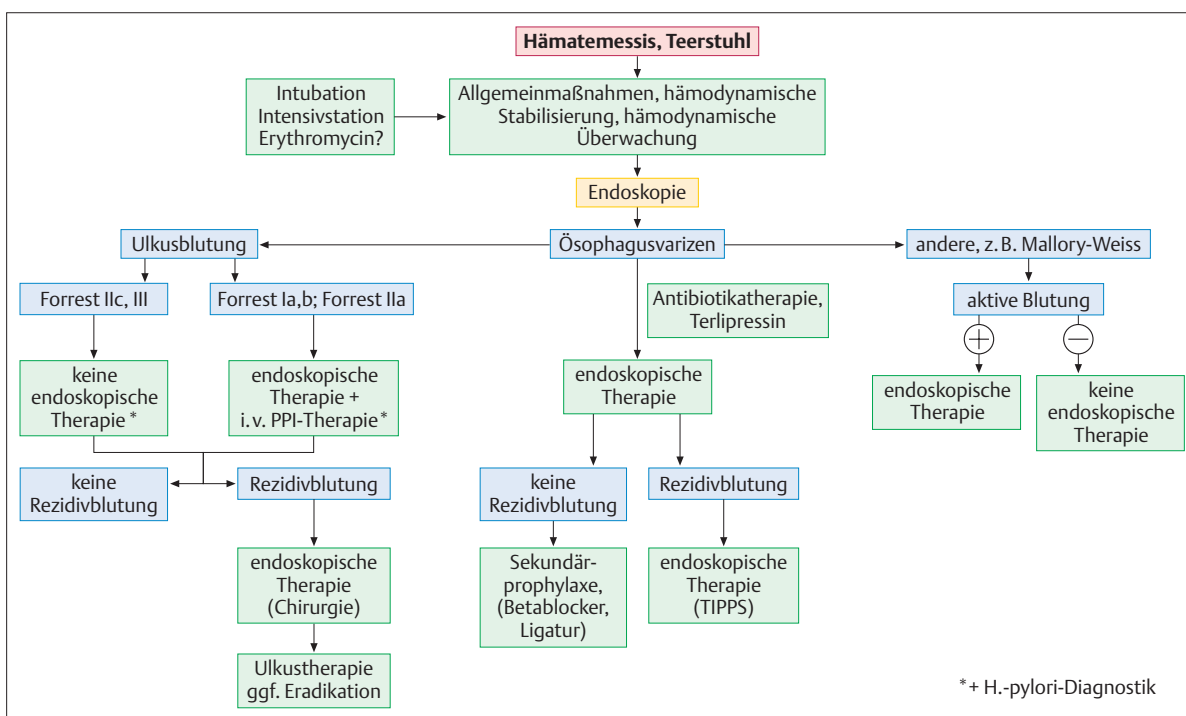 Hämatemessis, Teerstuhl
Intubation
Intensivstation
Erythromycin?
Allgemeinmaßnahmen, hämodynamische
Stabilisierung, hämodynamische
Überwachung
Endoskopie
Ulkusblutung
Ösophagusvarizen
andere, z. B. Mallory-Weiss
Forrest IIc, III
Forrest Ia,b; Forrest IIa
Antibiotikatherapie,
Terlipressin
aktive Blutung
+
−
keine
endoskopische
Therapie *
endoskopische
Therapie +
i. v. PPI-Therapie *
endoskopische
Therapie
endoskopische
Therapie
keine
endoskopische
Therapie
keine
Rezidivblutung
Rezidivblutung
keine
Rezidivblutung
Rezidivblutung
endoskopische
Therapie
(Chirurgie)
Sekundär-
prophylaxe,
(Betablocker,
Ligatur)
endoskopische
Therapie
(TIPPS)
Ulkustherapie
ggf. Eradikation
* + H.-pylori-Diagnostik